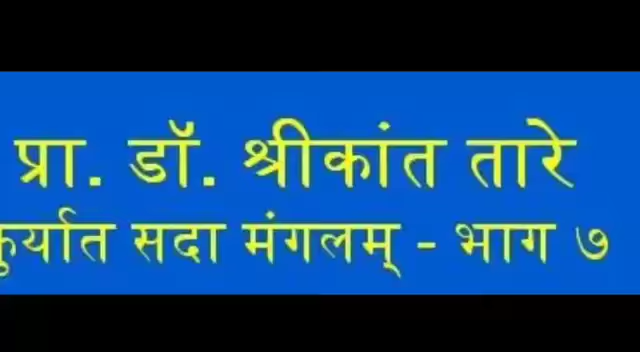 प्रा. डॉ. श्रीकांत तारे
कुर्यात सदा मंगलम् - भाग ७